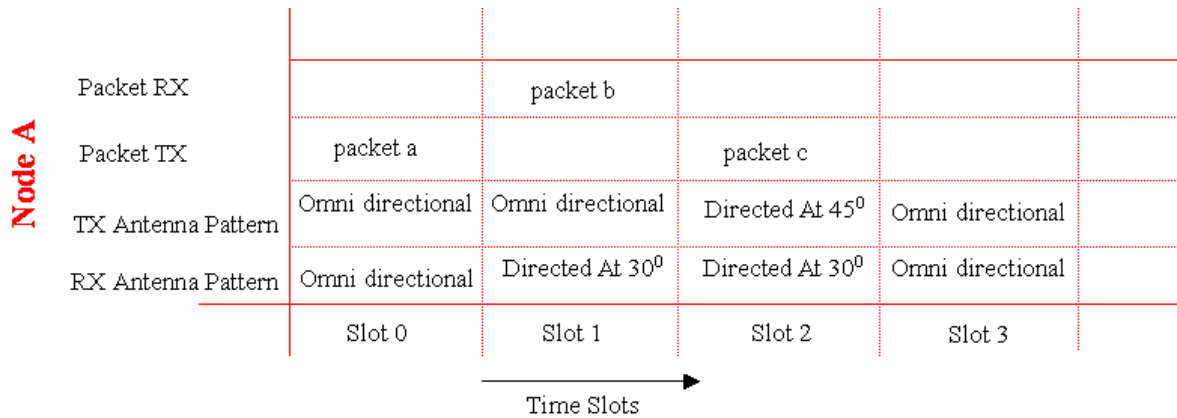 Node A
Packet RX
packet b
Packet TX
packet a
packet c
TX Antenna Pattern
Omni directional
Omni directional
Directed At 45⁰
Omni directional
RX Antenna Pattern
Omni directional
Directed At 30⁰
Directed At 30⁰
Omni directional
Slot 0
Slot 1
Slot 2
Slot 3
Time Slots